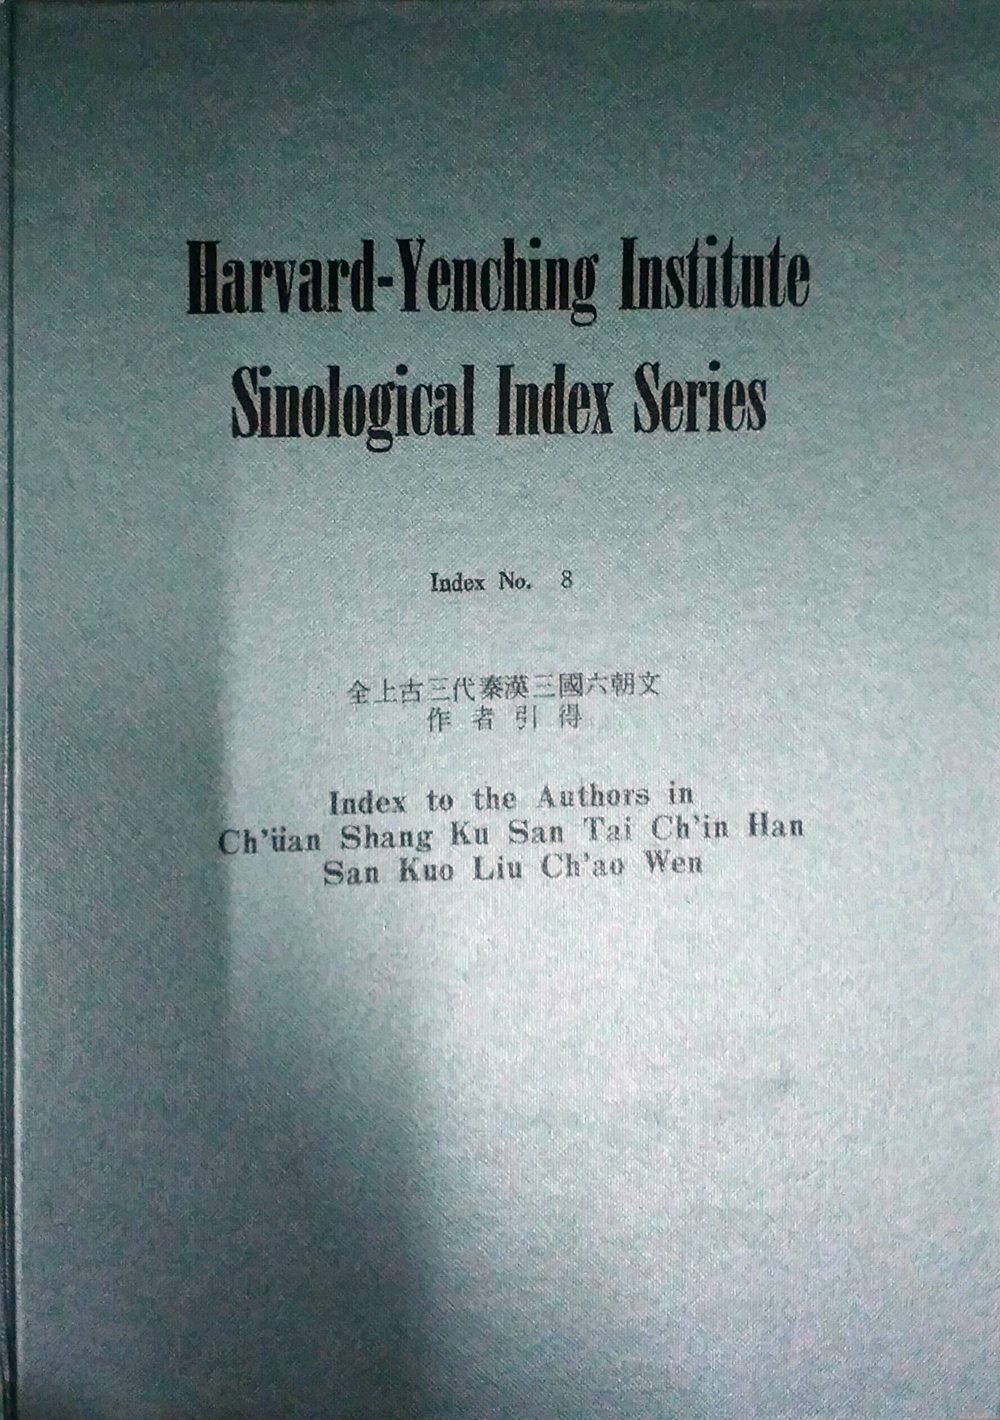 Harvard-Yenching Institute
Sinological Index Series
Index No. 8
全上古三代秦漢三國六朝文
作者引得
Index to the Authors in
Ch'üan Shang Ku San Tai Ch'in Han
San Kuo Liu Ch'ao Wen